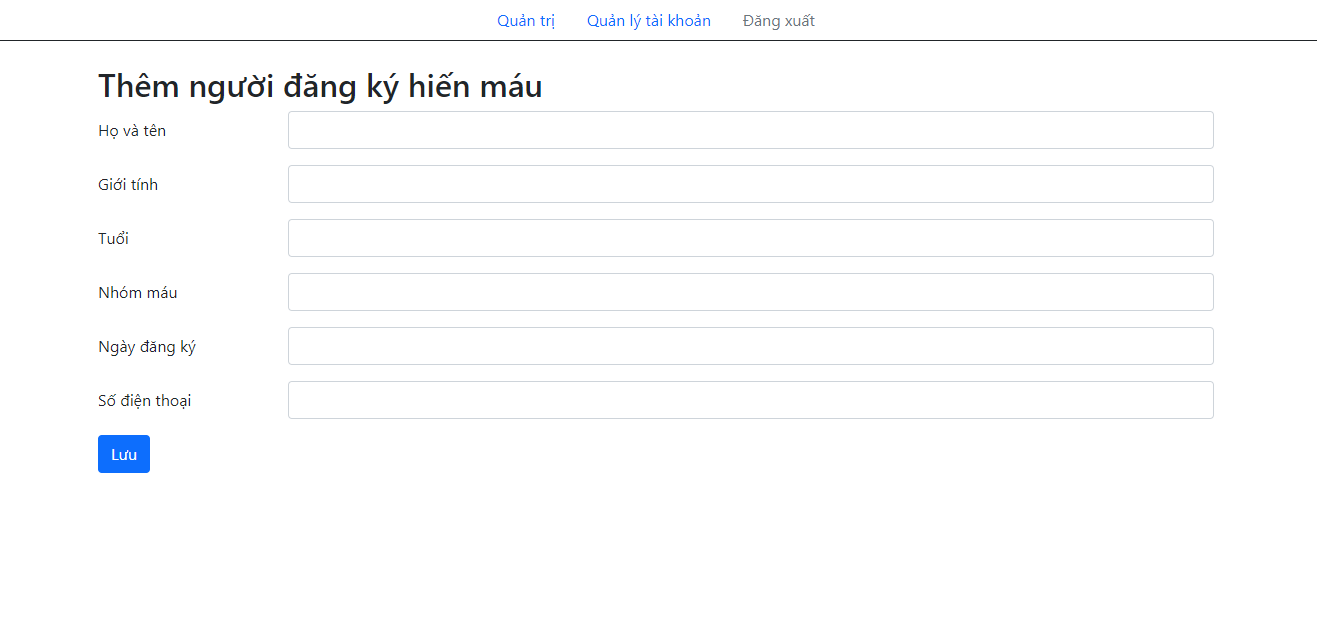 Quản trị Quản lý tài khoản Đăng xuất
Thêm người đăng ký hiến máu
Họ và tên
Giới tính
Tuổi
Nhóm máu
Ngày đăng ký
Số điện thoại
Lưu